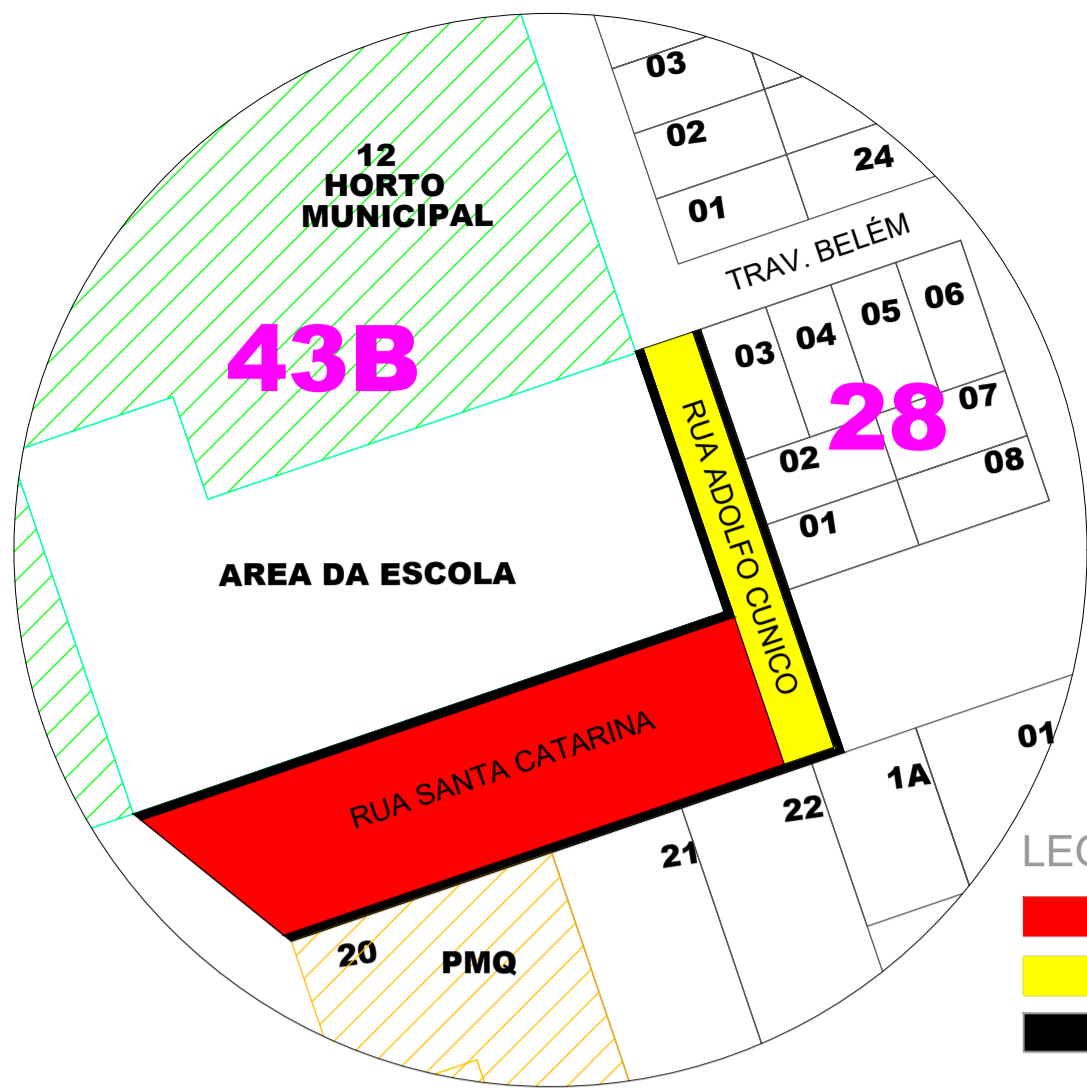 03
02
01
24
12
HORTO
MUNICIPAL
TRAV. BELÉM
43B
03
04
05
06
28
07
02
08
01
RUA ADOLFO CUNICO
AREA DA ESCOLA
RUA SANTA CATARINA
01
1A
22
21
20
PMQ